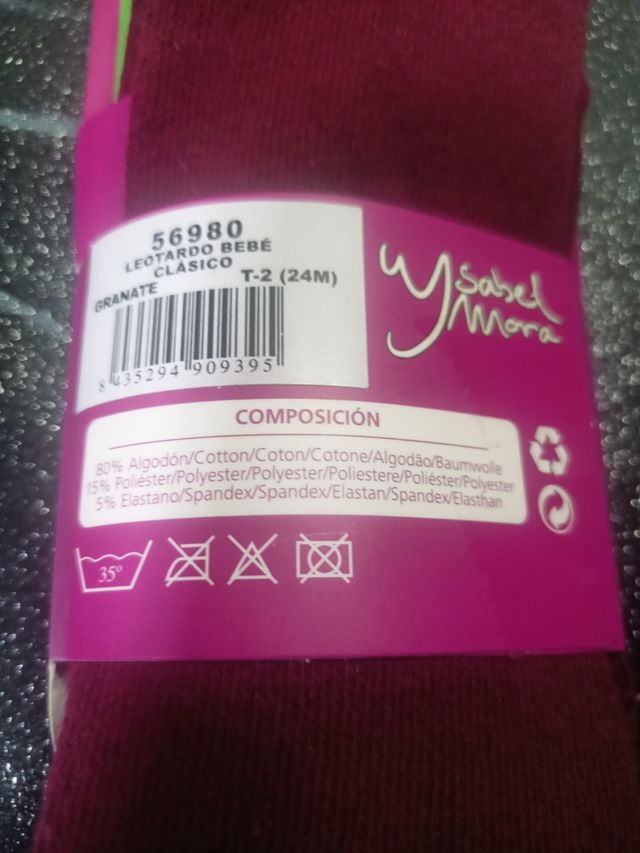 56980
LEOTARDO BEBÉ
CLÁSICO
GRANATE T-2 (24M)
8 435294 909395
Ysabel
Mora
COMPOSICIÓN
80% Algodón/Cotton/Coton/Cotone/Algodão/Baumwolle
15% Poliéster/Polyester/Polyester/Poliestere/Poliéster/Polyester
5% Elastano/Spandex/Spandex/Elastan/Spandex/Elasthan
35°